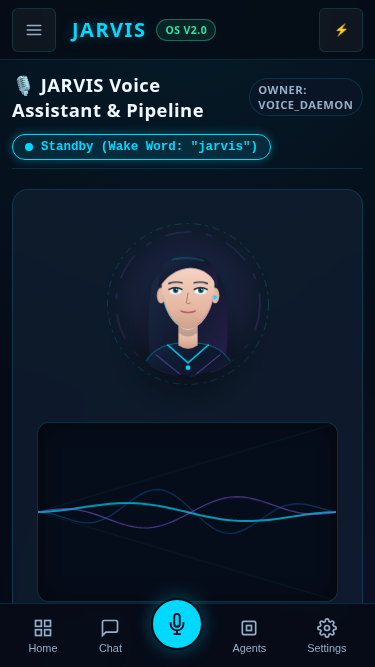 JARVIS OS V2.0
🎙️ JARVIS Voice
Assistant & Pipeline
OWNER:
VOICE_DAEMON
Standby (Wake Word: "jarvis")
Home Chat Agents Settings